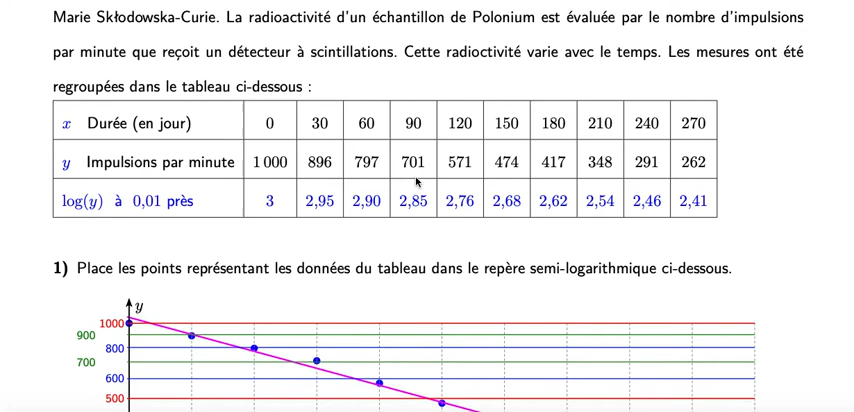 Marie Skłodowska-Curie. La radioactivité d'un échantillon de Polonium est évaluée par le nombre d'impulsions
par minute que reçoit un détecteur à scintillations. Cette radioctivité varie avec le temps. Les mesures ont été
regroupées dans le tableau ci-dessous :
x Durée (en jour) 0 30 60 90 120 150 180 210 240 270
y Impulsions par minute 1 000 896 797 701 571 474 417 348 291 262
log(y) à 0,01 près 3 2,95 2,90 2,85 2,76 2,68 2,62 2,54 2,46 2,41
1) Place les points représentant les données du tableau dans le repère semi-logarithmique ci-dessous.
y
1000
900
800
700
600
500